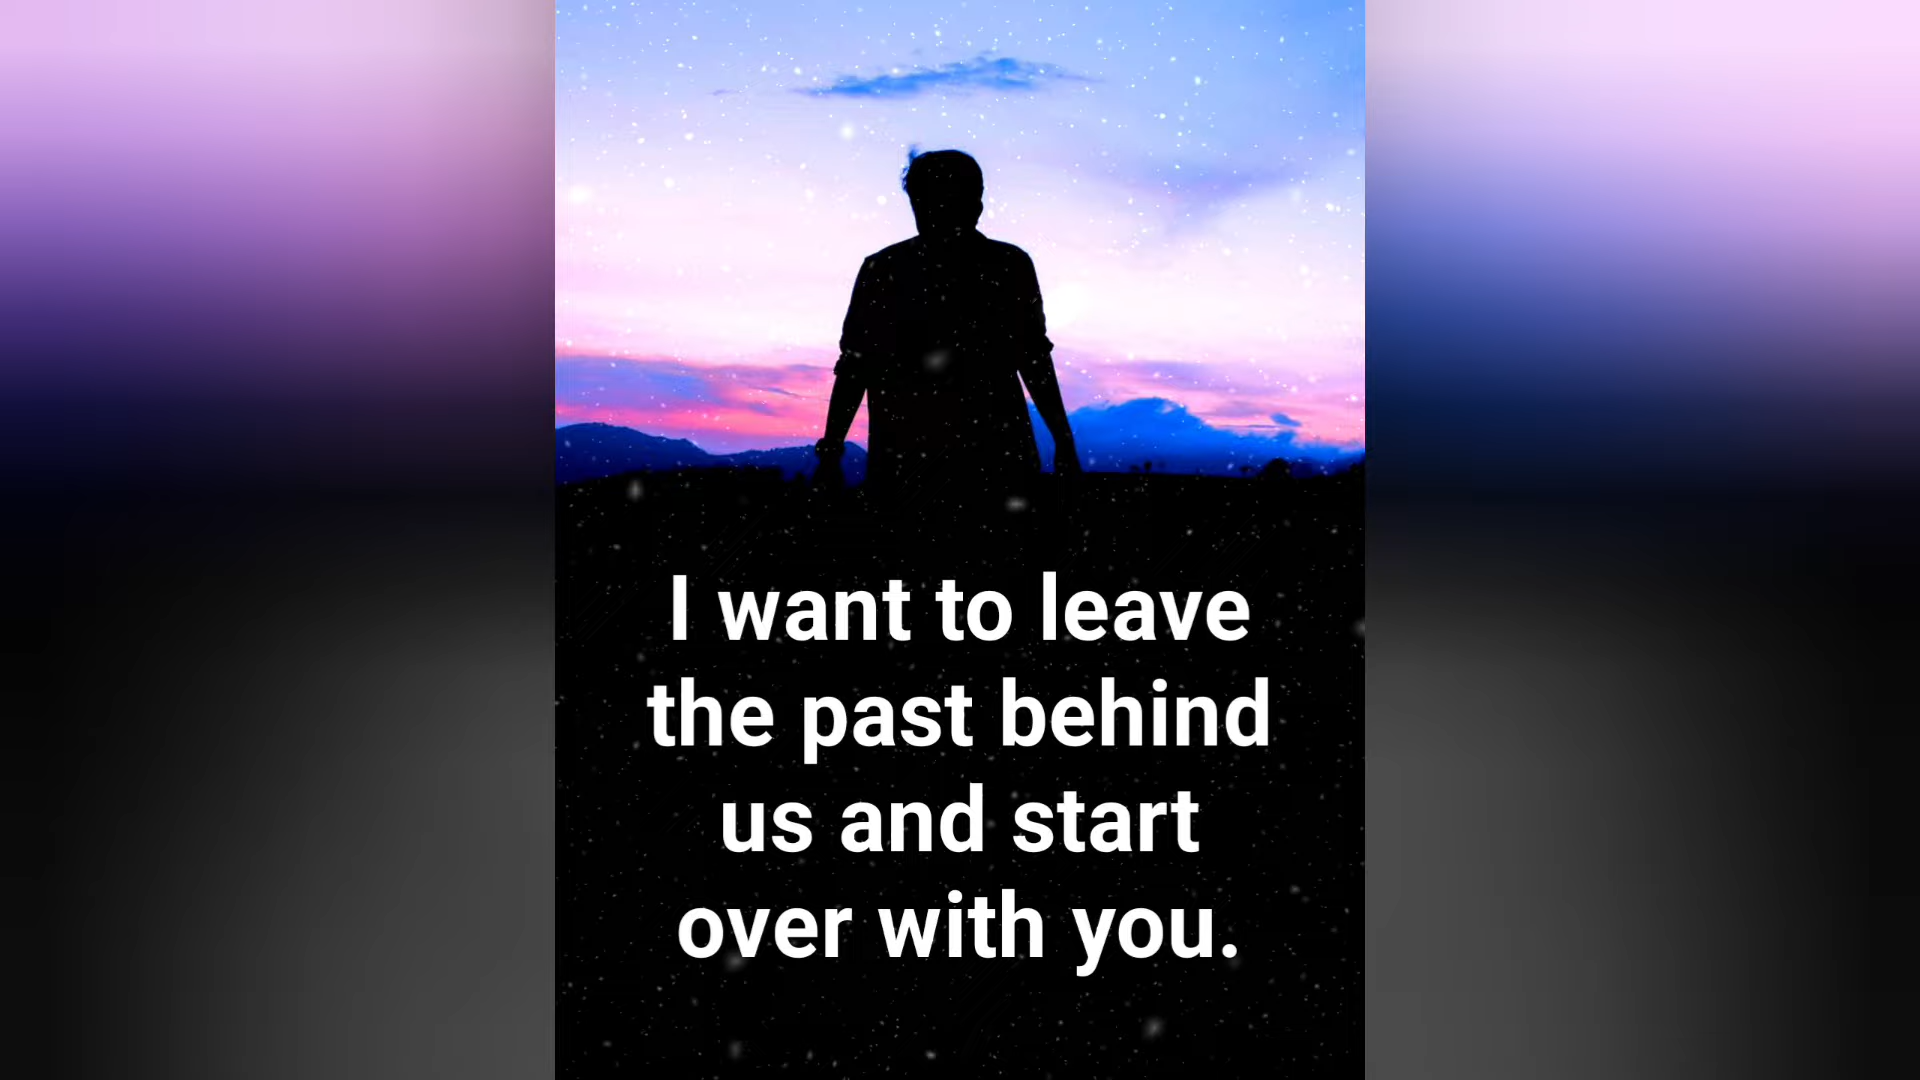 I want to leave
the past behind
us and start
over with you.